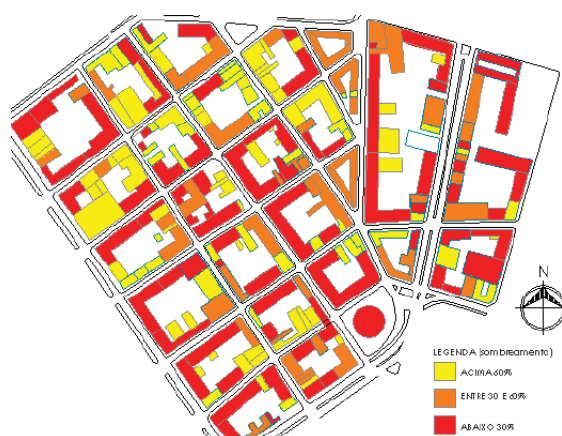 N
LEGENDA (sombreamento)
ACIMA 60%
ENTRE 30 E 60%
ABAIXO 30%